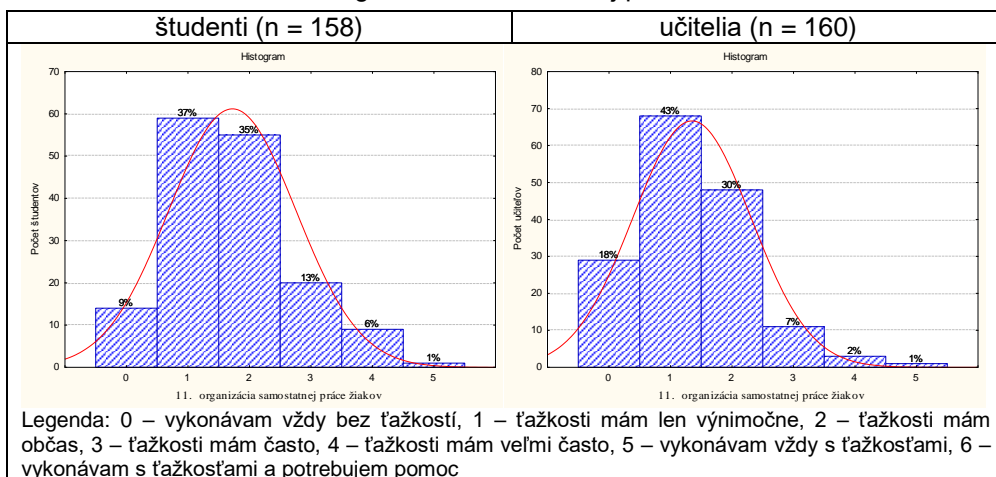 študenti (n = 158)
učitelia (n = 160)
Histogram
70
60
50
40
30
20
10
0
Počet študentov
9%
37%
35%
13%
6%
1%
0 1 2 3 4 5
11. organizácia samostatnej práce žiakov
Histogram
80
70
60
50
40
30
20
10
0
Počet učiteľov
18%
43%
30%
7%
2%
1%
0 1 2 3 4 5
11. organizácia samostatnej práce žiakov
Legenda: 0 – vykonávam vždy bez ťažkostí, 1 – ťažkosti mám len výnimočne, 2 – ťažkosti mám
občas, 3 – ťažkosti mám často, 4 – ťažkosti mám veľmi často, 5 – vykonávam vždy s ťažkosťami, 6 –
vykonávam s ťažkosťami a potrebujem pomoc